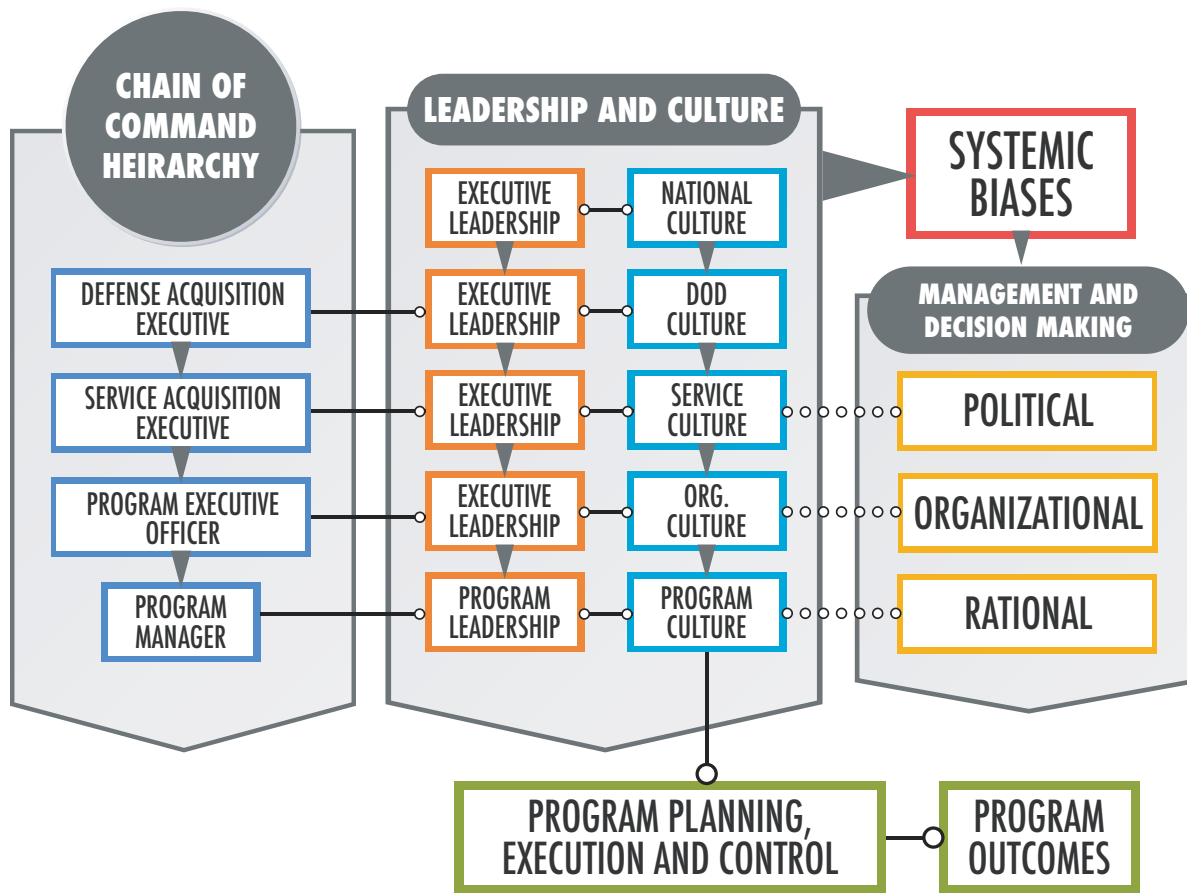 CHAIN OF
COMMAND
HEIRARCHY
DEFENSE ACQUISITION
EXECUTIVE
SERVICE ACQUISITION
EXECUTIVE
PROGRAM EXECUTIVE
OFFICER
PROGRAM
MANAGER
LEADERSHIP AND CULTURE
EXECUTIVE
LEADERSHIP
NATIONAL
CULTURE
EXECUTIVE
LEADERSHIP
DOD
CULTURE
EXECUTIVE
LEADERSHIP
SERVICE
CULTURE
EXECUTIVE
LEADERSHIP
ORG.
CULTURE
PROGRAM
LEADERSHIP
PROGRAM
CULTURE
SYSTEMIC
BIASES
MANAGEMENT AND
DECISION MAKING
POLITICAL
ORGANIZATIONAL
RATIONAL
PROGRAM PLANNING,
EXECUTION AND CONTROL
PROGRAM
OUTCOMES